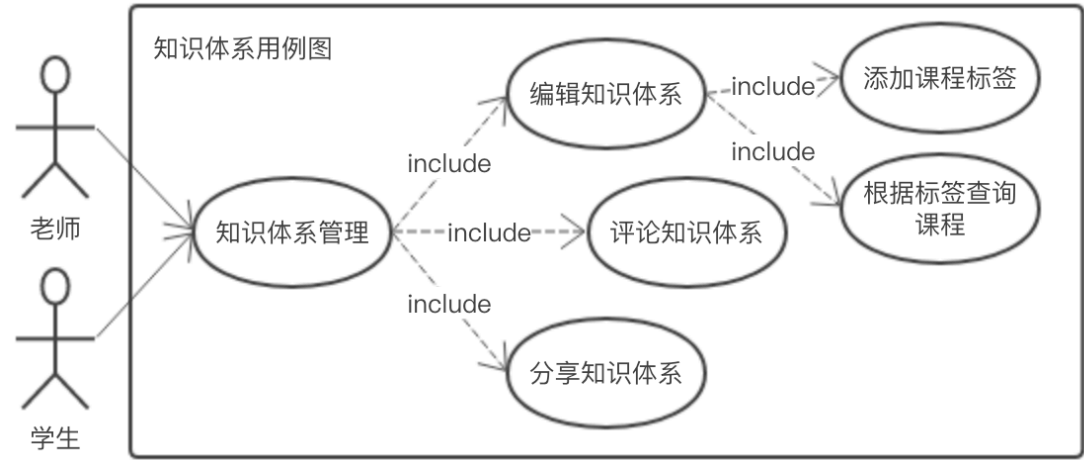 知识体系用例图
编辑知识体系
include
添加课程标签
include
include
根据标签查询
课程
老师
知识体系管理
include
评论知识体系
include
分享知识体系
学生